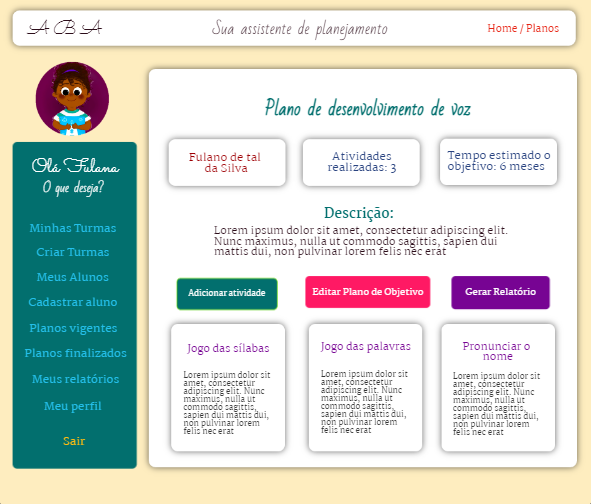 A B A
Sua assistente de planejamento
Home / Planos
Olá Fulana
O que deseja?
Minhas Turmas
Criar Turmas
Meus Alunos
Cadastrar aluno
Planos vigentes
Planos finalizados
Meus relatórios
Meu perfil
Sair
Plano de desenvolvimento de voz
Fulano de tal
da Silva
Atividades
realizadas: 3
Tempo estimado o
objetivo: 6 meses
Descrição:
Lorem ipsum dolor sit amet, consectetur adipiscing elit.
Nunc maximus, nulla ut commodo sagittis, sapien dui
mattis dui, non pulvinar lorem felis nec erat
Adicionar atividade
Editar Plano de Objetivo
Gerar Relatório
Jogo das sílabas
Lorem ipsum dolor sit
amet, consectetur
adipiscing elit. Nunc
maximus, nulla ut
commodo sagittis,
sapien dui mattis dui,
non pulvinar lorem
felis nec erat
Jogo das palavras
Lorem ipsum dolor sit
amet, consectetur
adipiscing elit. Nunc
maximus, nulla ut
commodo sagittis,
sapien dui mattis dui,
non pulvinar lorem
felis nec erat
Pronunciar o
nome
Lorem ipsum dolor sit
amet, consectetur
adipiscing elit. Nunc
maximus, nulla ut
commodo sagittis,
sapien dui mattis dui,
non pulvinar lorem
felis nec erat